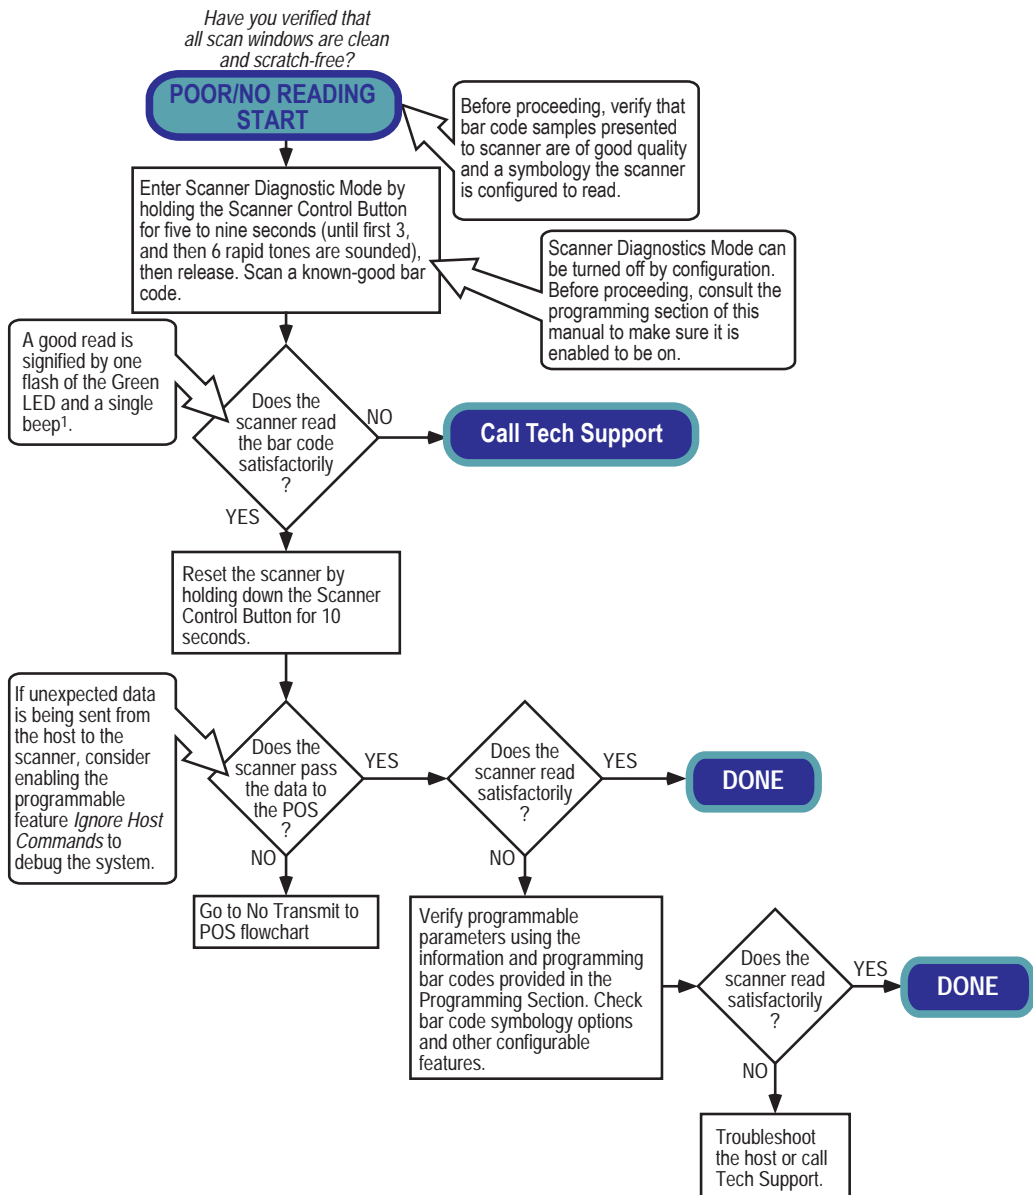 Have you verified that
all scan windows are clean
and scratch-free?
POOR/NO READING
START
Before proceeding, verify that
bar code samples presented
to scanner are of good quality
and a symbology the scanner
is configured to read.
Enter Scanner Diagnostic Mode by
holding the Scanner Control Button
for five to nine seconds (until first 3,
and then 6 rapid tones are sounded),
then release. Scan a known-good bar
code.
Scanner Diagnostics Mode can
be turned off by configuration.
Before proceeding, consult the
programming section of this
manual to make sure it is
enabled to be on.
A good read is
signified by one
flash of the Green
LED and a single
beep1.
Does the
scanner read
the bar code
satisfactorily
?
NO
Call Tech Support
YES
Reset the scanner by
holding down the Scanner
Control Button for 10
seconds.
If unexpected data
is being sent from
the host to the
scanner, consider
enabling the
programmable
feature Ignore Host
Commands to
debug the system.
Does the
scanner pass
the data to
the POS
?
YES
Does the
scanner read
satisfactorily
?
YES
DONE
NO
Go to No Transmit to
POS flowchart
NO
Verify programmable
parameters using the
information and programming
bar codes provided in the
Programming Section. Check
bar code symbology options
and other configurable
features.
Does the
scanner read
satisfactorily
?
YES
DONE
NO
Troubleshoot
the host or call
Tech Support.